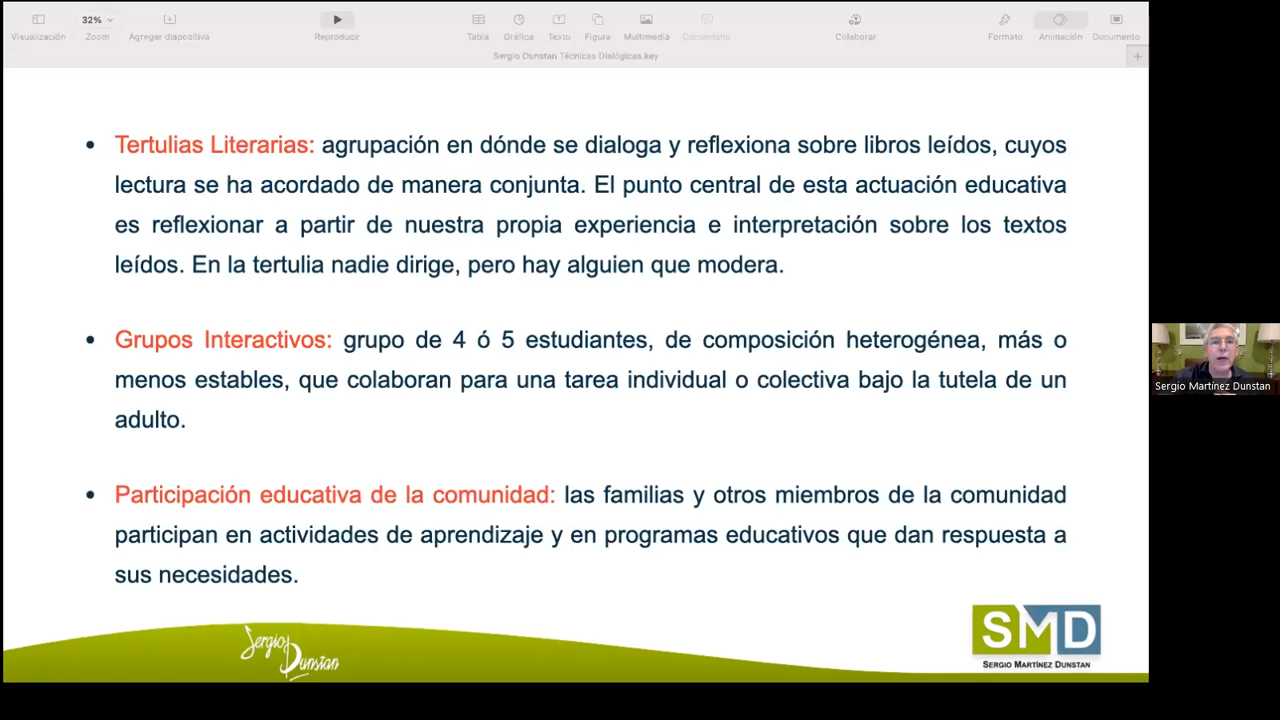 Visualización
32%
Zoom
Agregar diapositiva
Reproducir
Tabla
Gráfica
Texto
Figura
Multimedia
Comentario
Colaborar
Formato
Animación
Documento
Sergio Dunstan Técnicas Dialógicas.key
• Tertulias Literarias: agrupación en dónde se dialoga y reflexiona sobre libros leídos, cuyos
lectura se ha acordado de manera conjunta. El punto central de esta actuación educativa
es reflexionar a partir de nuestra propia experiencia e interpretación sobre los textos
leídos. En la tertulia nadie dirige, pero hay alguien que modera.
• Grupos Interactivos: grupo de 4 ó 5 estudiantes, de composición heterogénea, más o
menos estables, que colaboran para una tarea individual o colectiva bajo la tutela de un
adulto.
• Participación educativa de la comunidad: las familias y otros miembros de la comunidad
participan en actividades de aprendizaje y en programas educativos que dan respuesta a
sus necesidades.
Sergio
Dunstan
SMD
SERGIO MARTÍNEZ DUNSTAN
Sergio Martínez Dunstan